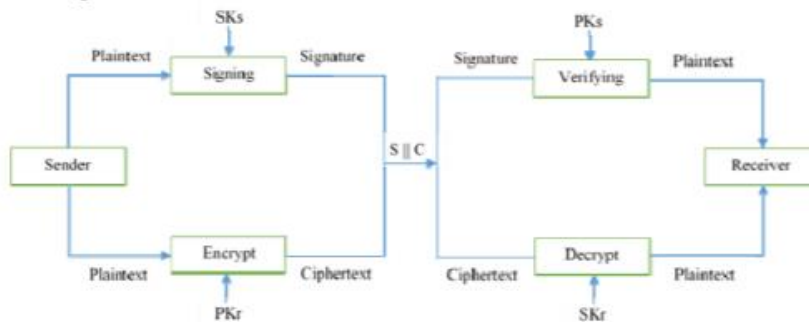 SKs
PKs
Plaintext
Signature
Signature
Plaintext
Signing
Verifying
S || C
Sender
Receiver
Encrypt
Decrypt
Plaintext
Ciphertext
Ciphertext
Plaintext
PKr
SKr